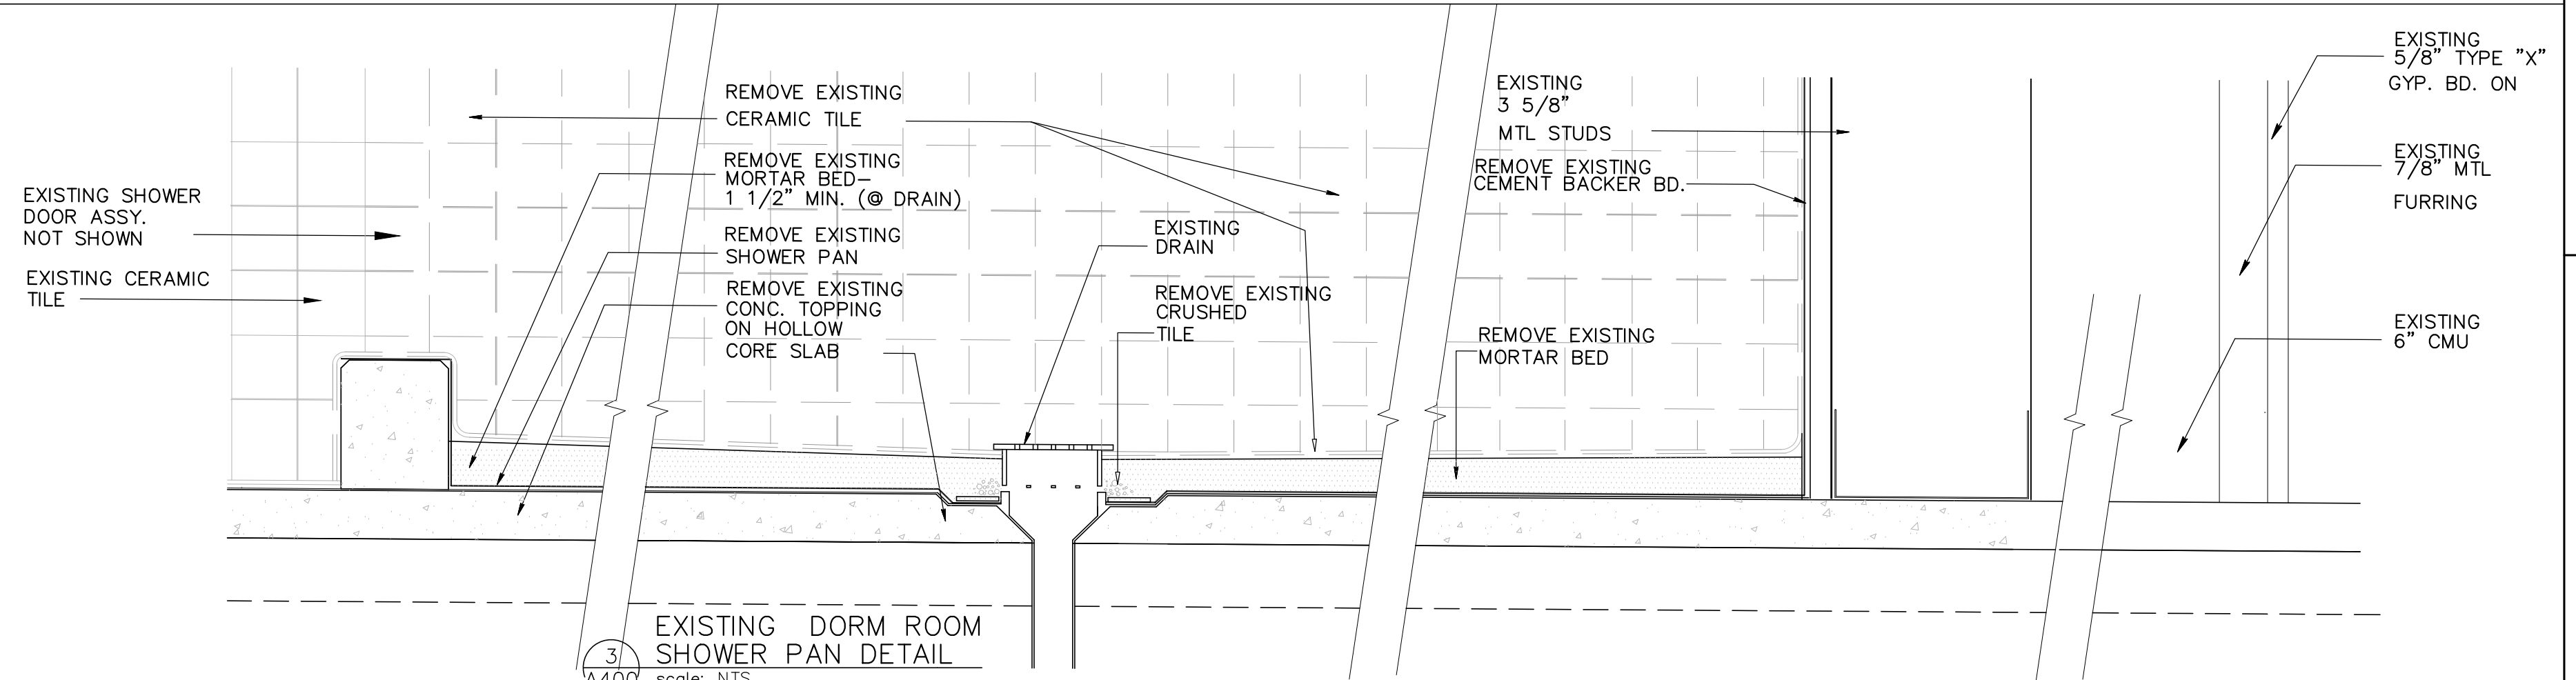 EXISTING SHOWER
DOOR ASSY.
NOT SHOWN
EXISTING CERAMIC
TILE
REMOVE EXISTING
CERAMIC TILE
REMOVE EXISTING
MORTAR BED–
1 1/2" MIN. (@ DRAIN)
REMOVE EXISTING
SHOWER PAN
REMOVE EXISTING
CONC. TOPPING
ON HOLLOW
CORE SLAB
EXISTING
DRAIN
REMOVE EXISTING
CRUSHED
TILE
EXISTING
3 5/8"
MTL STUDS
REMOVE EXISTING
CEMENT BACKER BD.
REMOVE EXISTING
MORTAR BED
EXISTING
5/8" TYPE "X"
GYP. BD. ON
EXISTING
7/8" MTL
FURRING
EXISTING
6" CMU
3
A400
EXISTING DORM ROOM
SHOWER PAN DETAIL
scale: NTS